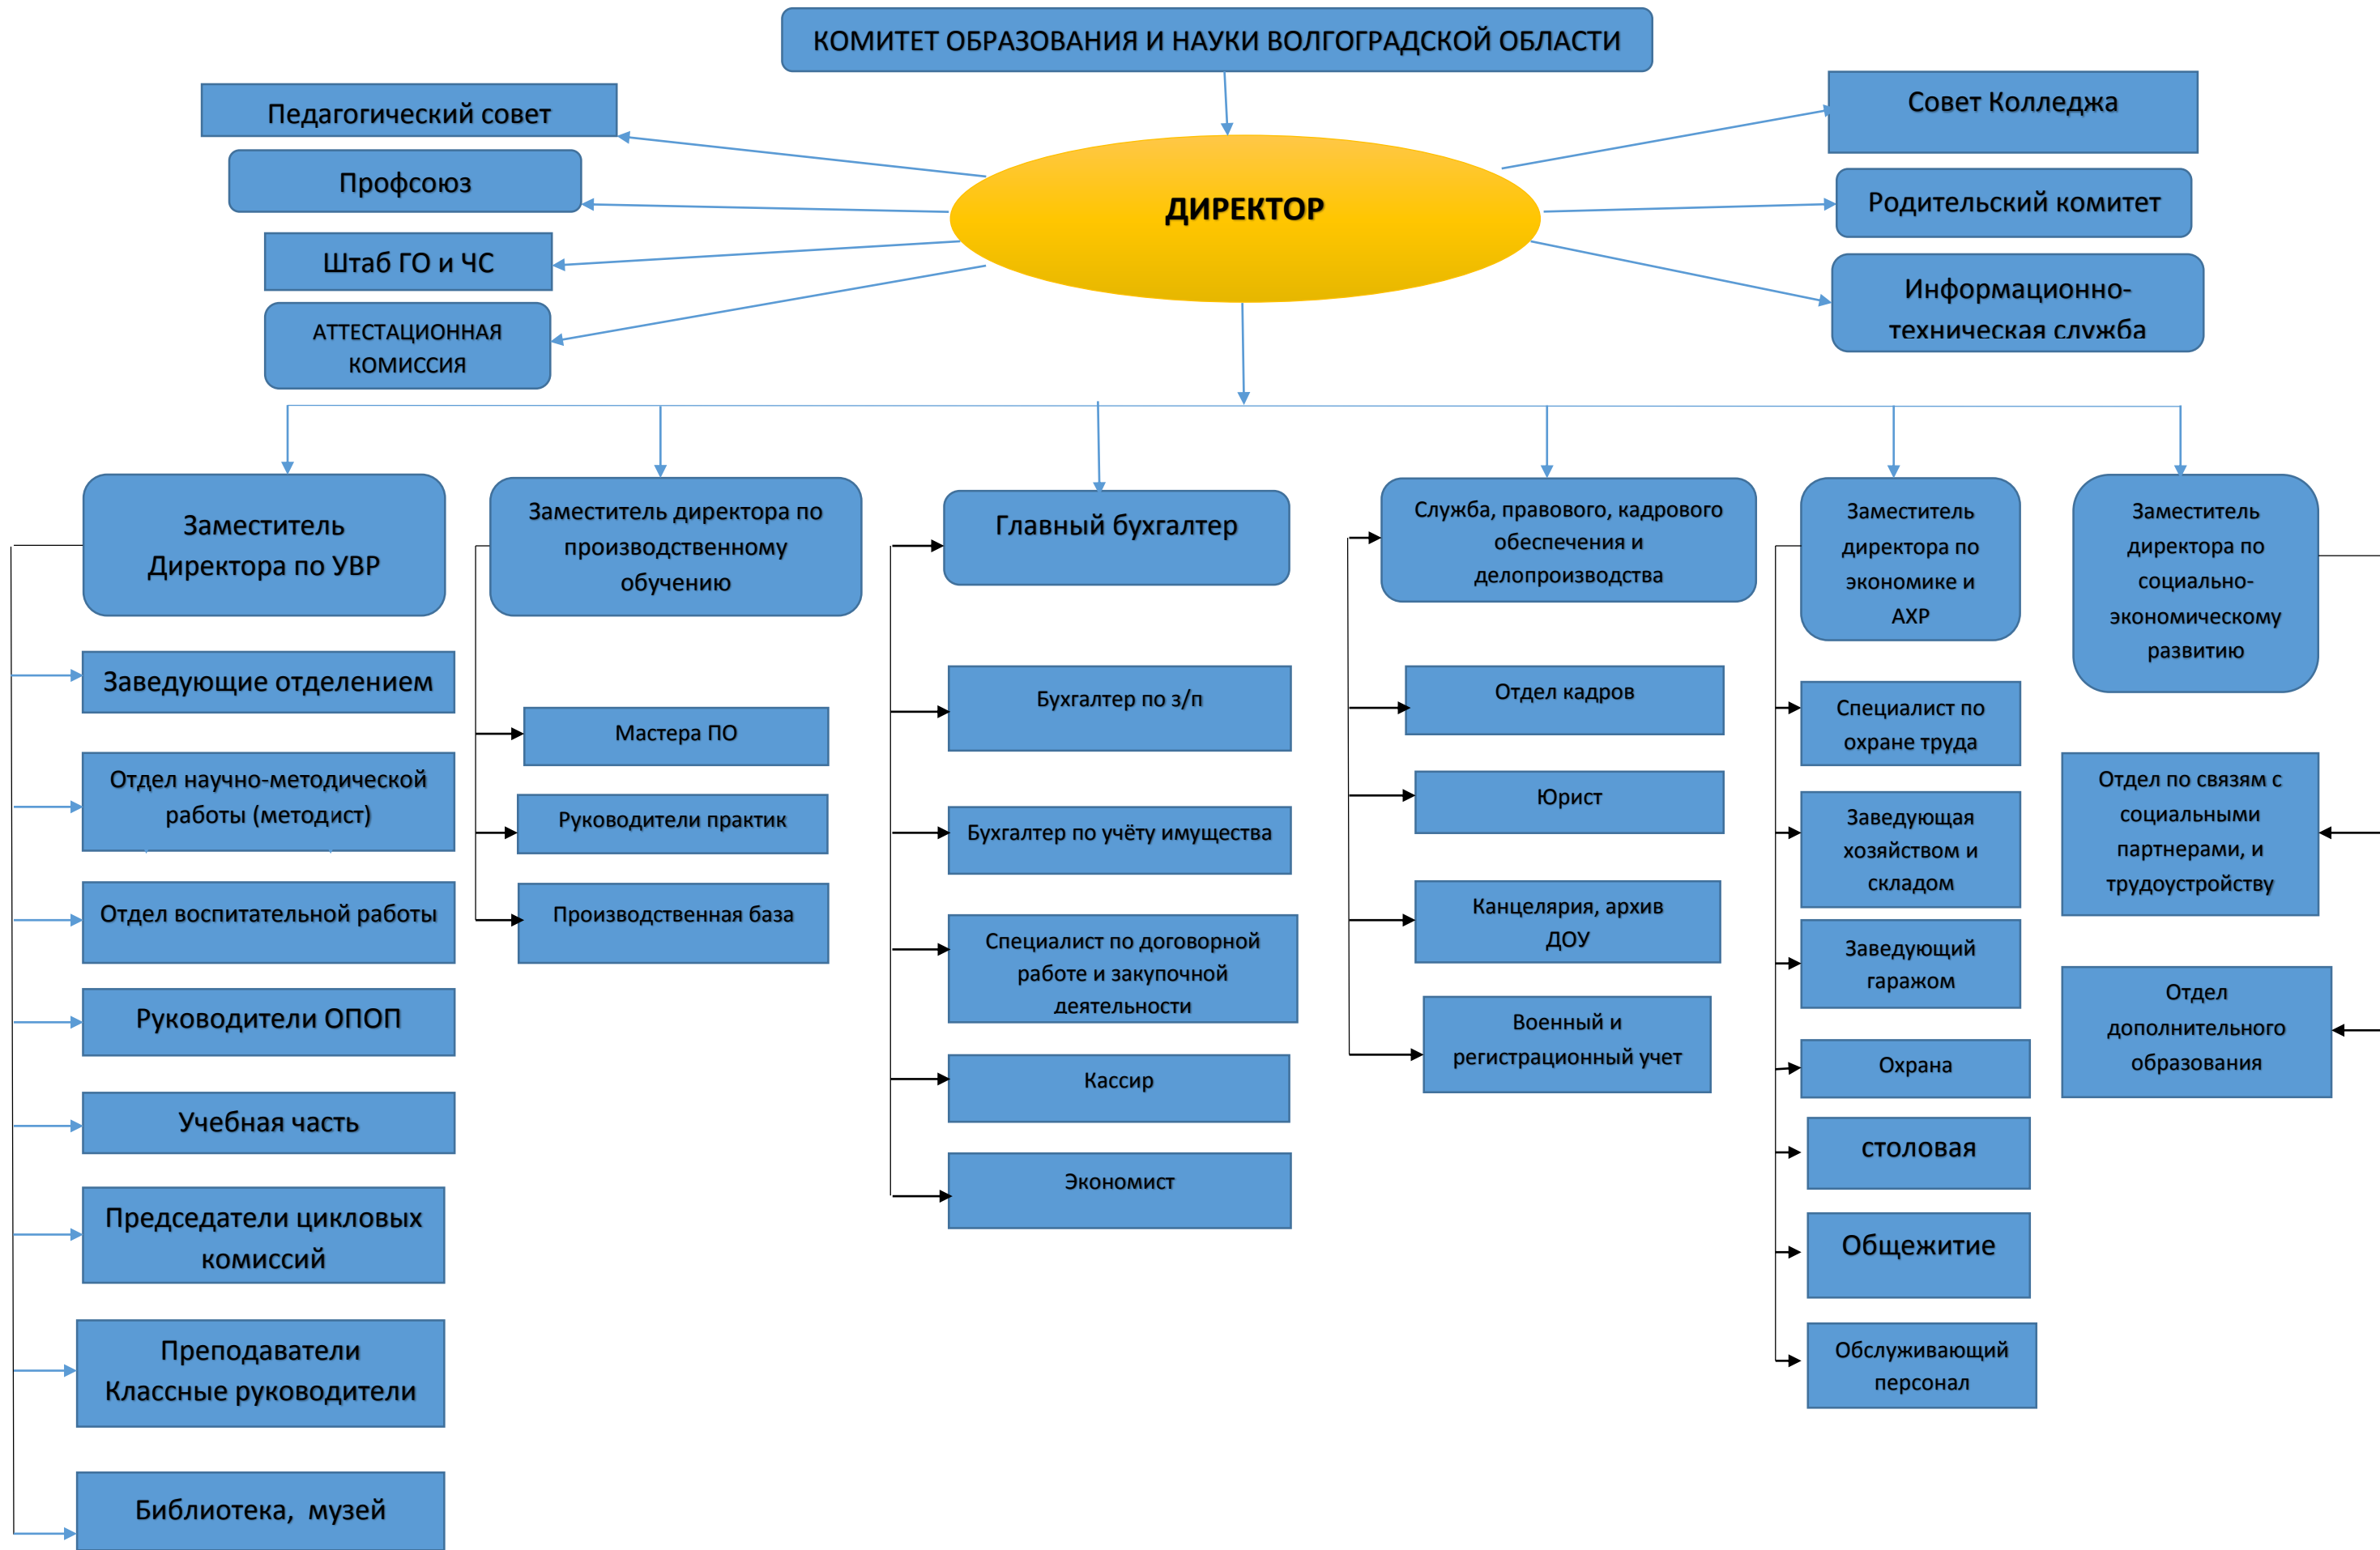 КОМИТЕТ ОБРАЗОВАНИЯ И НАУКИ ВОЛГОГРАДСКОЙ ОБЛАСТИ
Педагогический совет
Профсоюз
Штаб ГО и ЧС
АТТЕСТАЦИОННАЯ
КОМИССИЯ
ДИРЕКТОР
Совет Колледжа
Родительский комитет
Информационно-
техническая служба
Заместитель
Директора по УВР
Заведующие отделением
Отдел научно-методической
работы (методист)
Отдел воспитательной работы
Руководители ОПОП
Учебная часть
Председатели цикловых
комиссий
Преподаватели
Классные руководители
Библиотека, музей
Заместитель директора по
производственному
обучению
Мастера ПО
Руководители практик
Производственная база
Главный бухгалтер
Бухгалтер по з/п
Бухгалтер по учёту имущества
Специалист по договорной
работе и закупочной
деятельности
Кассир
Экономист
Служба, правового, кадрового
обеспечения и
делопроизводства
Отдел кадров
Юрист
Канцелярия, архив
ДОУ
Военный и
регистрационный учет
Заместитель
директора по
экономике и
АХР
Специалист по
охране труда
Заведующая
хозяйством и
складом
Заведующий
гаражом
Охрана
столовая
Общежитие
Обслуживающий
персонал
Заместитель
директора по
социально-
экономическому
развитию
Отдел по связям с
социальными
партнерами, и
трудоустройству
Отдел
дополнительного
образования